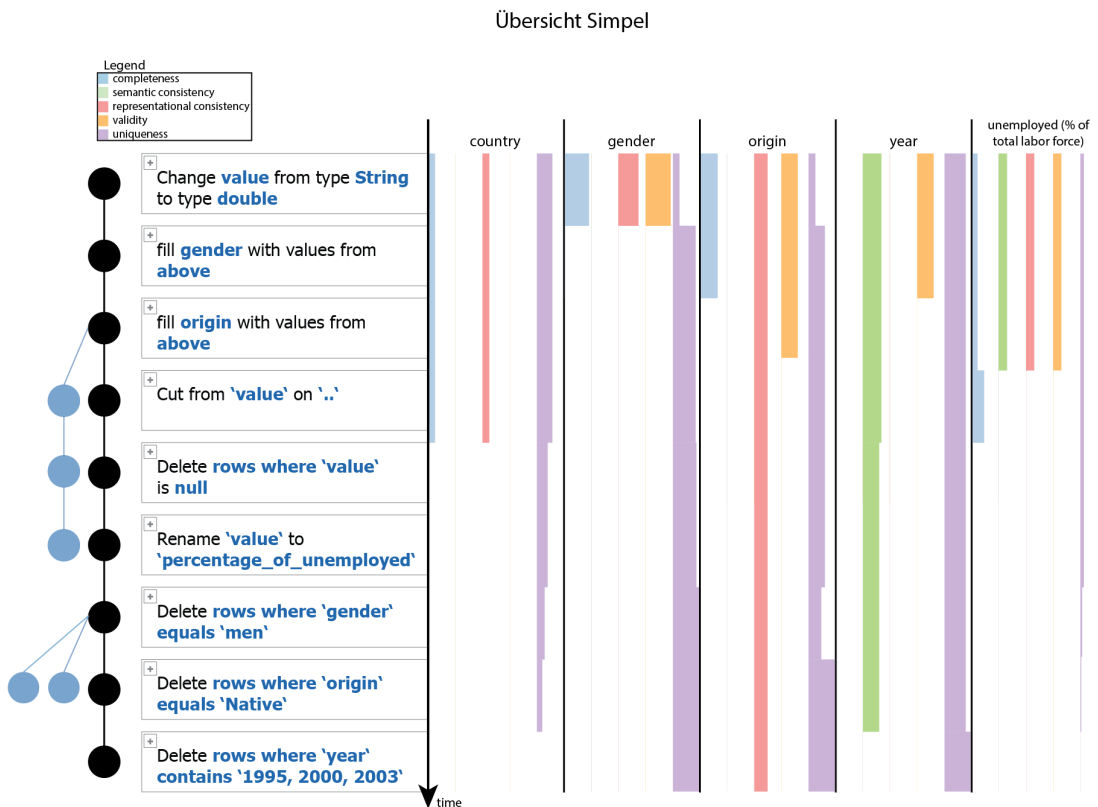 Übersicht Simpel
Legend
completeness
semantic consistency
representational consistency
validity
uniqueness
country
gender
origin
year
unemployed (% of
total labor force)
+
Change value from type String
to type double
+
fill gender with values from
above
+
fill origin with values from
above
+
Cut from ‘value‘ on ‘..‘
+
Delete rows where ‘value‘
is null
+
Rename ‘value‘ to
‘percentage_of_unemployed‘
+
Delete rows where ‘gender‘
equals ‘men‘
+
Delete rows where ‘origin‘
equals ‘Native‘
+
Delete rows where ‘year‘
contains ‘1995, 2000, 2003‘
time